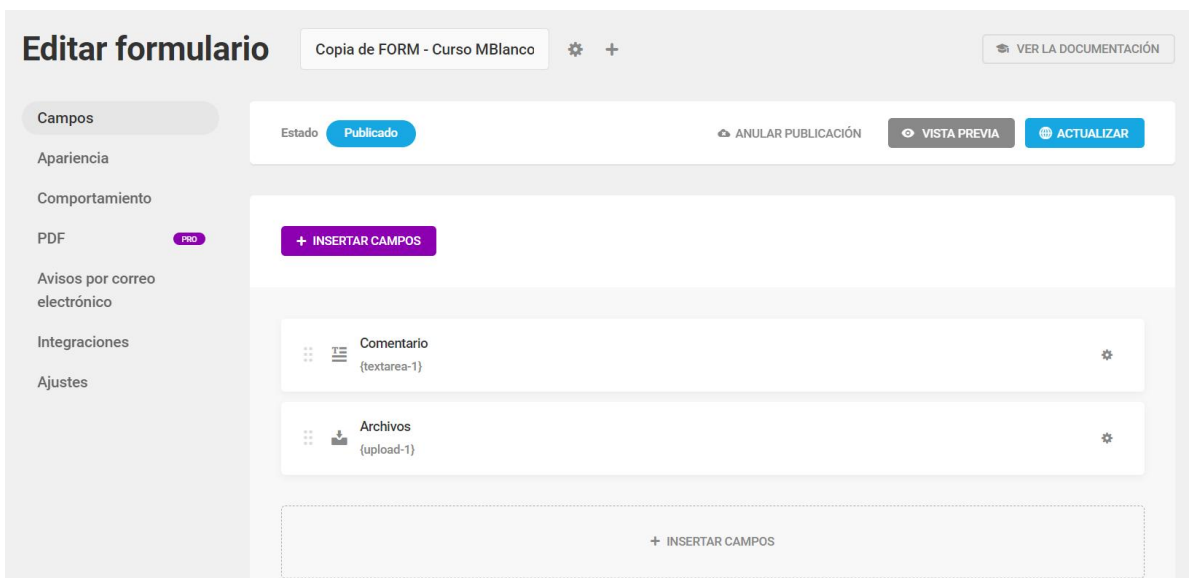 Editar formulario
Copia de FORM - Curso MBlanco
VER LA DOCUMENTACIÓN
Campos
Apariencia
Comportamiento
PDF
PRO
Avisos por correo
electrónico
Integraciones
Ajustes
Estado
Publicado
ANULAR PUBLICACIÓN
VISTA PREVIA
ACTUALIZAR
+ INSERTAR CAMPOS
Comentario
{textarea-1}
Archivos
{upload-1}
+ INSERTAR CAMPOS